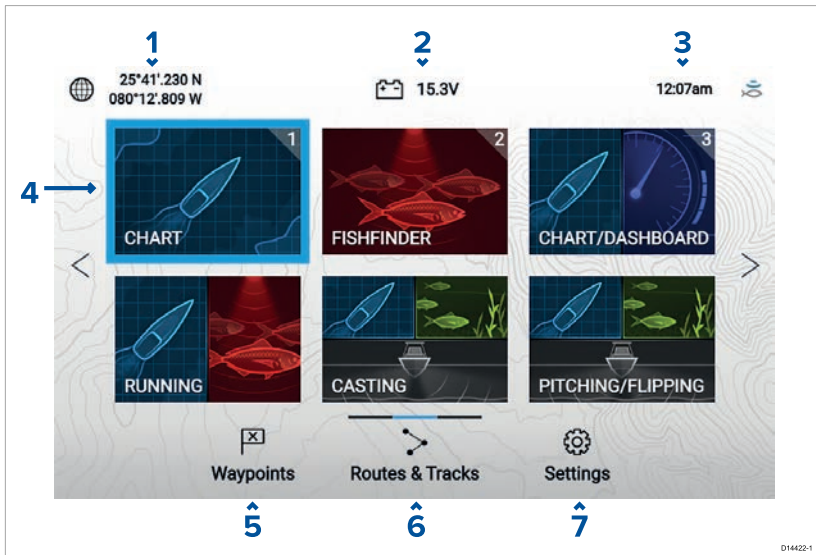 1 2 3
25°41'.230 N
080°12'.809 W
15.3V
12:07am
4
1
CHART
2
FISHFINDER
3
CHART/DASHBOARD
RUNNING
CASTING
PITCHING/FLIPPING
Waypoints
Routes & Tracks
Settings
5 6 7
D14422-1